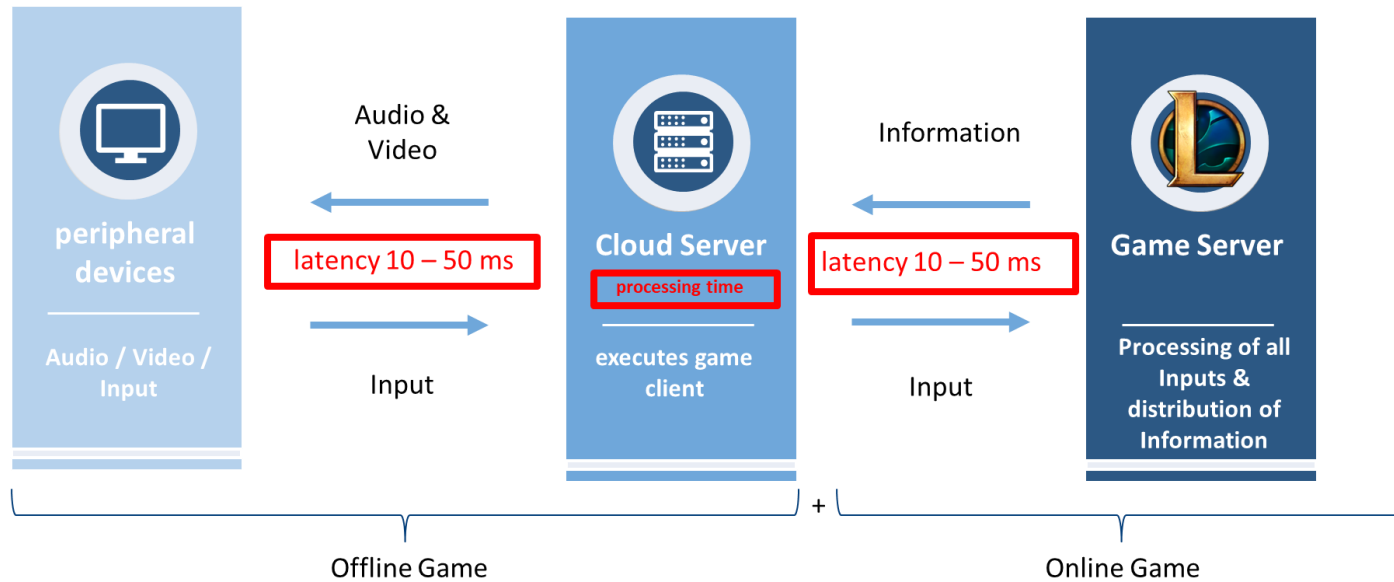 peripheral
devices
Audio / Video /
Input
Audio &
Video
latency 10 – 50 ms
Input
Cloud Server
processing time
executes game
client
Information
latency 10 – 50 ms
Input
L
Game Server
Processing of all
Inputs &
distribution of
Information
Offline Game
+
Online Game